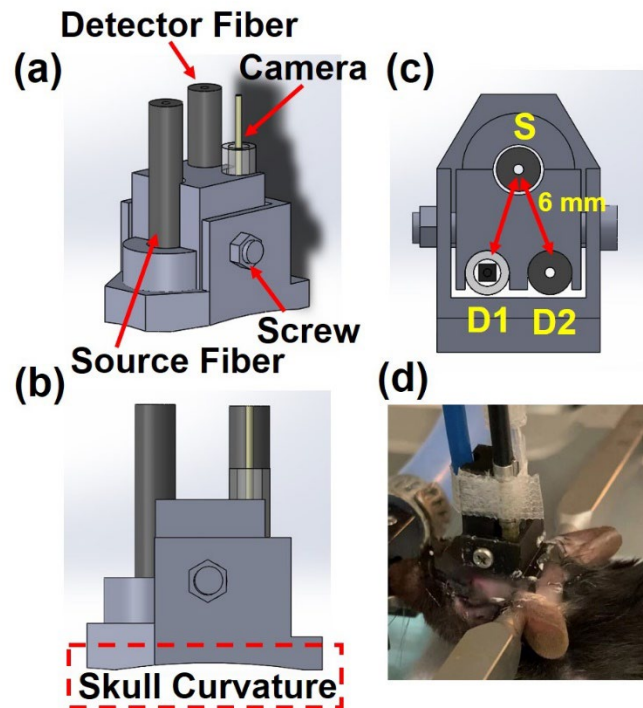 Detector Fiber
(a)
Camera
Screw
Source Fiber
(b)
Skull Curvature
(c)
S
6 mm
D1
D2
(d)